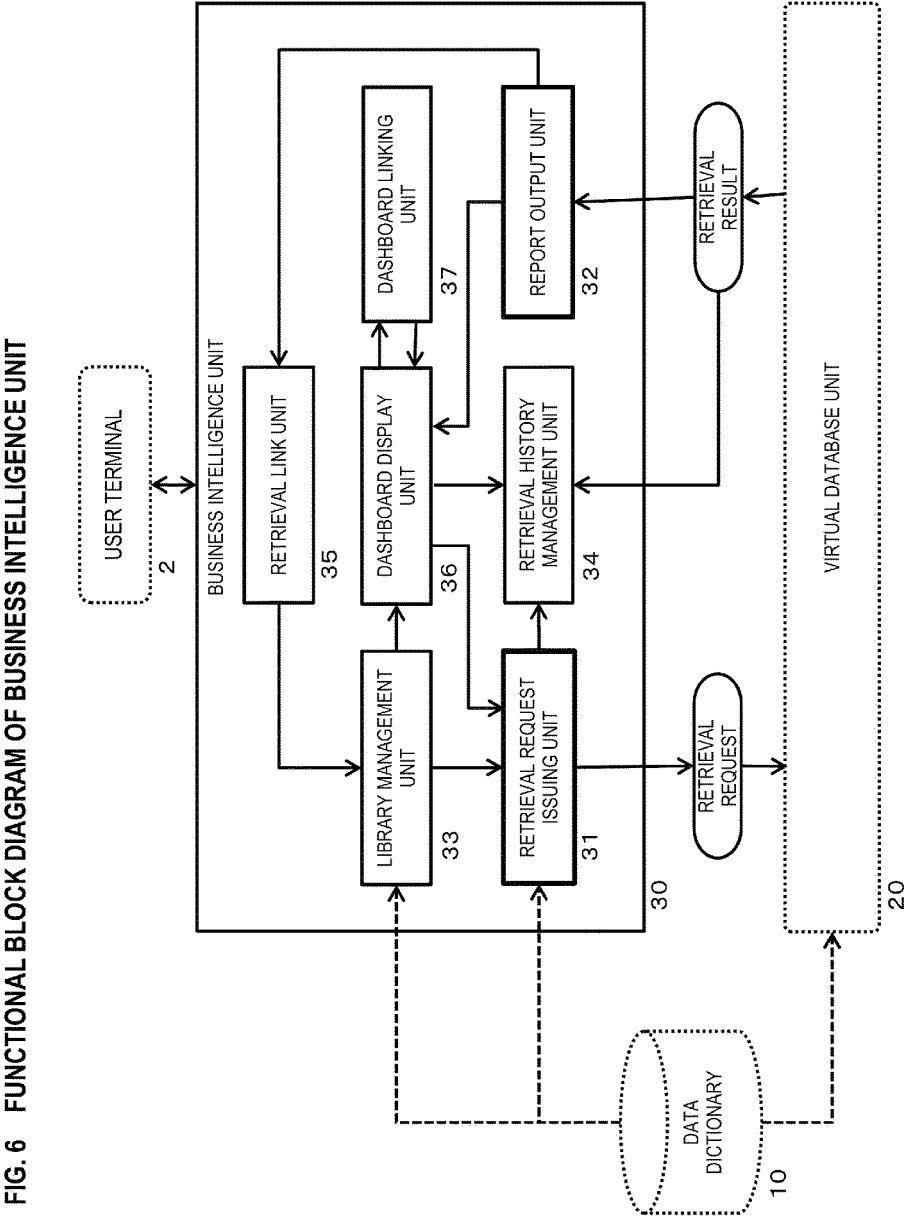 FIG. 6 FUNCTIONAL BLOCK DIAGRAM OF BUSINESS INTELLIGENCE UNIT
USER TERMINAL
2
BUSINESS INTELLIGENCE UNIT
RETRIEVAL LINK UNIT
35
LIBRARY MANAGEMENT
UNIT
33
DASHBOARD DISPLAY
UNIT
36
DASHBOARD LINKING
UNIT
37
RETRIEVAL REQUEST
ISSUING UNIT
31
RETRIEVAL HISTORY
MANAGEMENT UNIT
34
REPORT OUTPUT UNIT
32
30
DATA
DICTIONARY
10
RETRIEVAL
REQUEST
RETRIEVAL
RESULT
VIRTUAL DATABASE UNIT
20